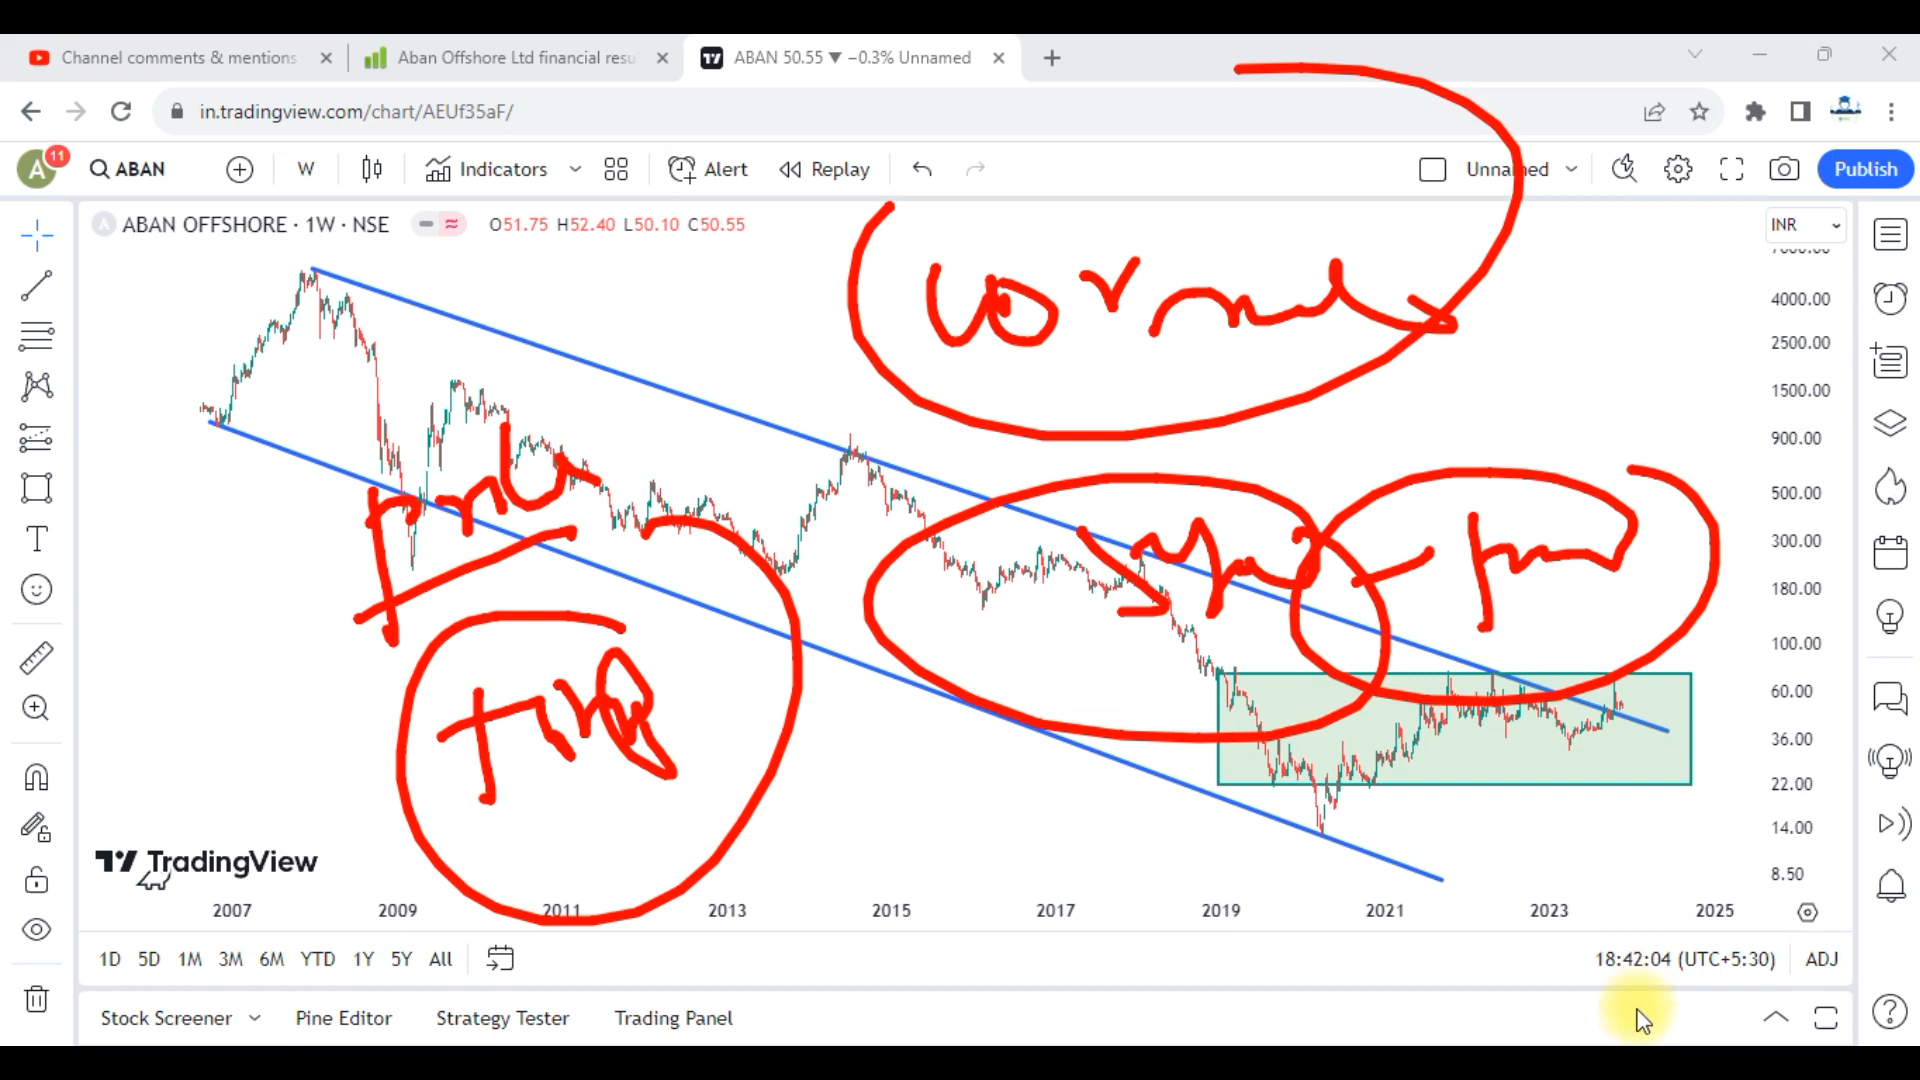 Channel comments & mentions
Aban Offshore Ltd financial resu
ABAN 50.55 ▼ −0.3% Unnamed
in.tradingview.com/chart/AEUf35aF/
A 11
ABAN
W
Indicators
Alert
Replay
Unnamed
Publish
A ABAN OFFSHORE · 1W · NSE
O51.75 H52.40 L50.10 C50.55
INR
4000.00
2500.00
1500.00
900.00
500.00
300.00
180.00
100.00
60.00
36.00
22.00
14.00
8.50
TradingView
2007 2009 2011 2013 2015 2017 2019 2021 2023 2025
1D 5D 1M 3M 6M YTD 1Y 5Y All
18:42:04 (UTC+5:30) ADJ
Stock Screener Pine Editor Strategy Tester Trading Panel